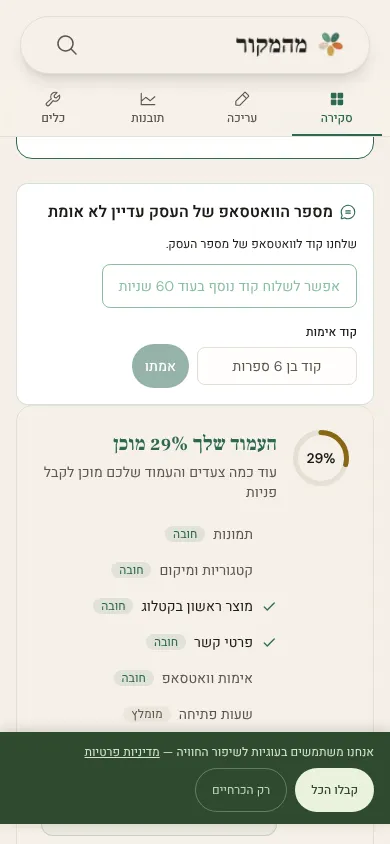 מהמקור
סקירה
עריכה
תובנות
כלים
מספר הוואטסאפ של העסק עדיין לא אומת
שלחנו קוד לוואטסאפ של מספר העסק.
אפשר לשלוח קוד נוסף בעוד 60 שניות
קוד אימות
קוד בן 6 ספרות
אמתו
29%
העמוד שלך 29% מוכן
עוד כמה צעדים והעמוד שלכם מוכן לקבל
פניות
תמונות חובה
קטגוריות ומיקום חובה
מוצר ראשון בקטלוג חובה
פרטי קשר חובה
אימות וואטסאפ חובה
שעות פתיחה מומלץ
אנחנו משתמשים בעוגיות לשיפור החוויה — מדיניות פרטיות
קבלו הכל
רק הכרחיים